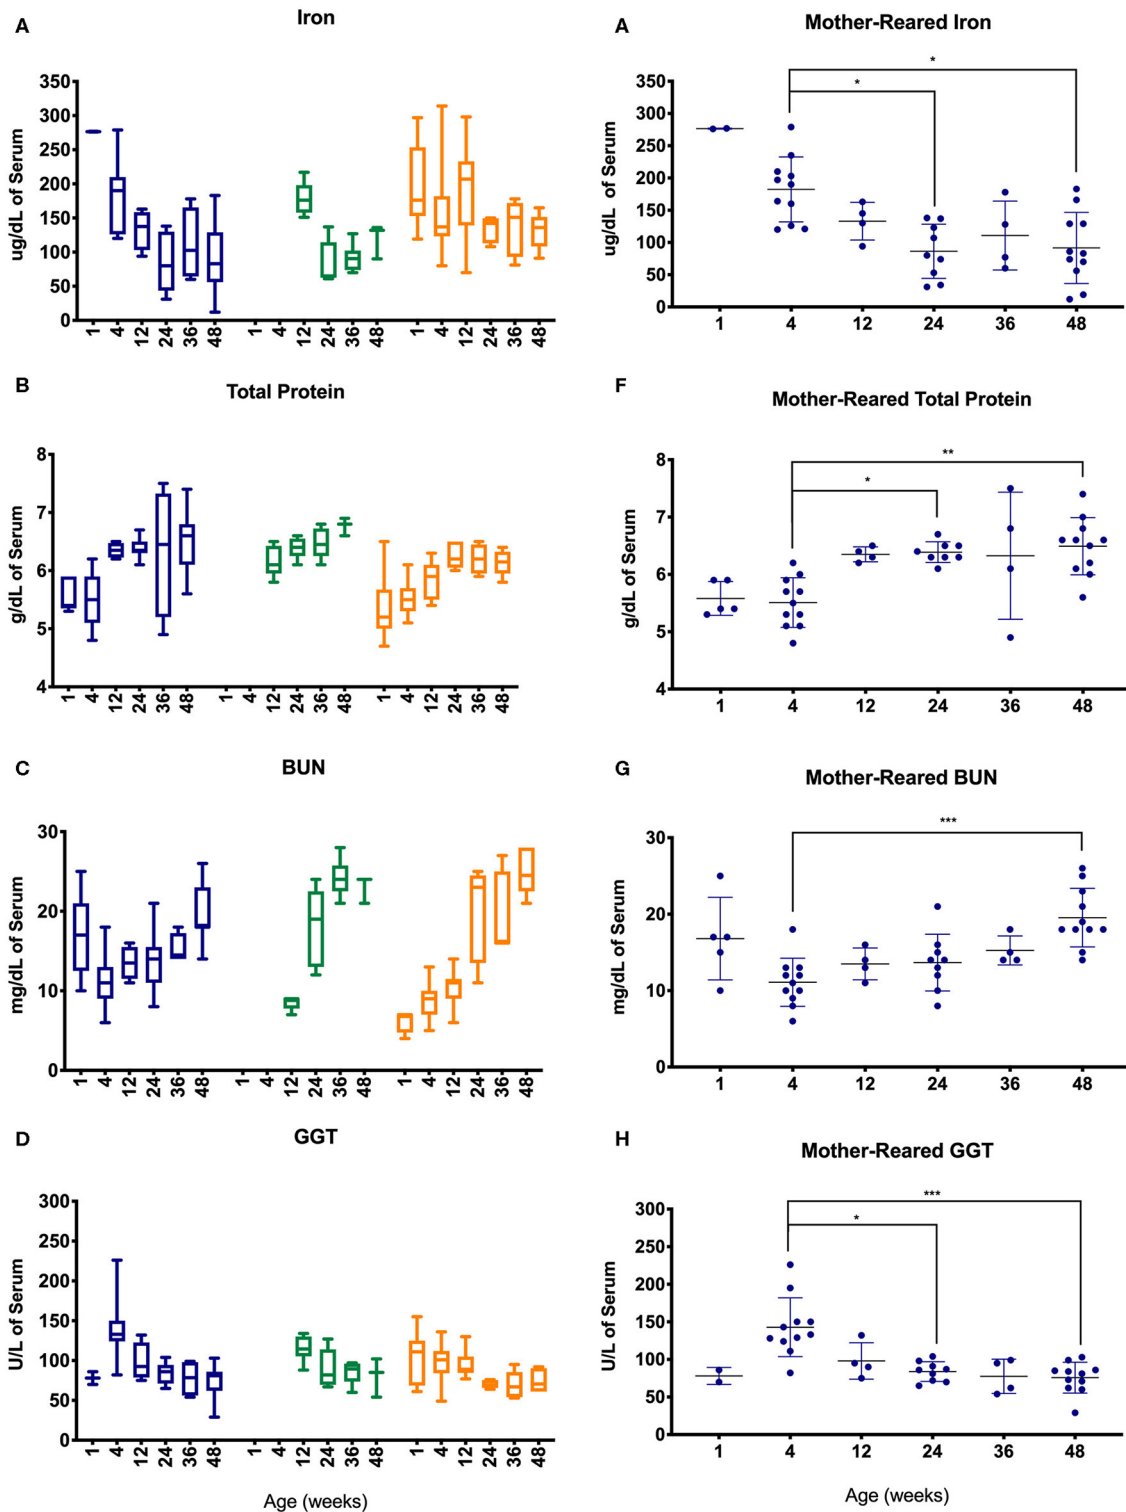 A
Iron
A
Mother-Reared Iron
350
300
250
200
150
100
50
0
ug/dL of Serum
1 4 12 24 36 48 1 4 12 24 36 48 1 4 12 24 36 48
350
300
250
200
150
100
50
0
ug/dL of Serum
*
*
1 4 12 24 36 48
B
Total Protein
F
Mother-Reared Total Protein
8
7
6
5
4
g/dL of Serum
1 4 12 24 36 48 1 4 12 24 36 48 1 4 12 24 36 48
8
6
5
4
g/dL of Serum
**
*
1 4 12 24 36 48
C
BUN
G
Mother-Reared BUN
30
20
10
0
mg/dL of Serum
1 4 12 24 36 48 1 4 12 24 36 48 1 4 12 24 36 48
30
20
10
0
mg/dL of Serum
***
1 4 12 24 36 48
D
GGT
H
Mother-Reared GGT
300
250
200
150
100
50
0
U/L of Serum
1 4 12 24 36 48 1 4 12 24 36 48 1 4 12 24 36 48
Age (weeks)
300
250
200
150
100
50
0
U/L of Serum
***
*
1 4 12 24 36 48
Age (weeks)